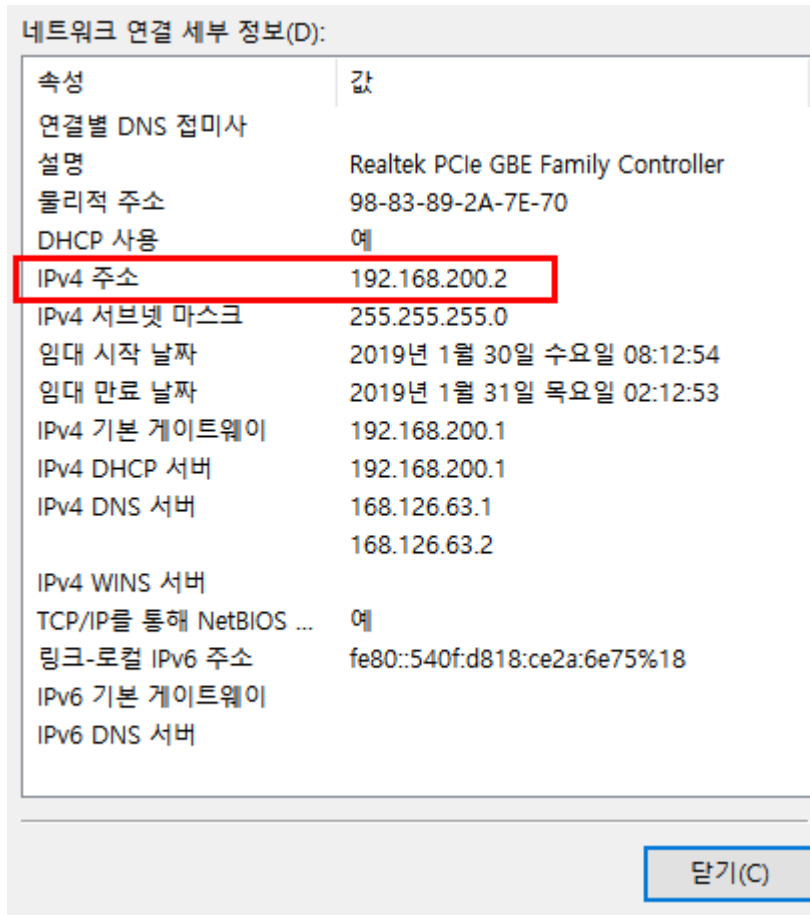 네트워크 연결 세부 정보(D):
속성 값
연결별 DNS 접미사
설명 Realtek PCIe GBE Family Controller
물리적 주소 98-83-89-2A-7E-70
DHCP 사용 예
IPv4 주소 192.168.200.2
IPv4 서브넷 마스크 255.255.255.0
임대 시작 날짜 2019년 1월 30일 수요일 08:12:54
임대 만료 날짜 2019년 1월 31일 목요일 02:12:53
IPv4 기본 게이트웨이 192.168.200.1
IPv4 DHCP 서버 192.168.200.1
IPv4 DNS 서버 168.126.63.1
168.126.63.2
IPv4 WINS 서버
TCP/IP를 통해 NetBIOS ... 예
링크-로컬 IPv6 주소 fe80::540f:d818:ce2a:6e75%18
IPv6 기본 게이트웨이
IPv6 DNS 서버
닫기(C)